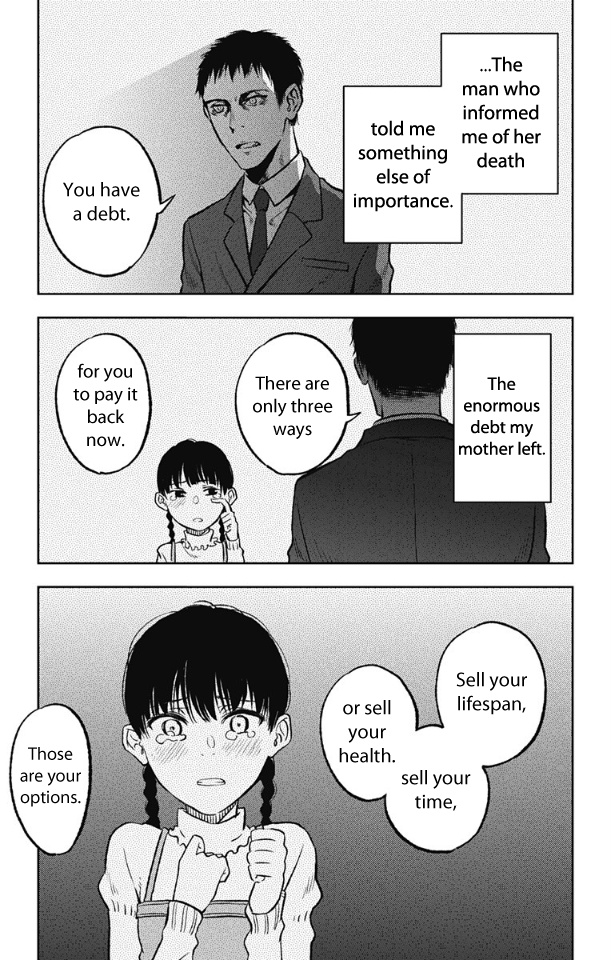 ...The
man who
informed
me of her
death
told me
something
else of
importance.
You have
a debt.
The
enormous
debt my
mother left.
There are
only three
ways
for you
to pay it
back
now.
Sell your
lifespan,
sell your
time,
or sell
your
health.
Those
are your
options.